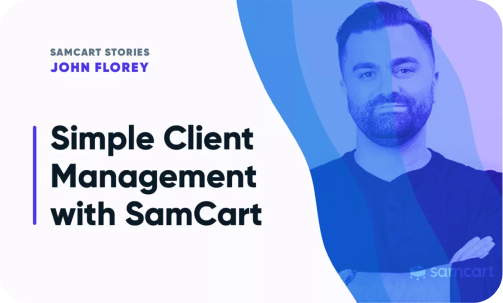 SAMCART STORIES
JOHN FLOREY
Simple Client
Management
with SamCart
samcart